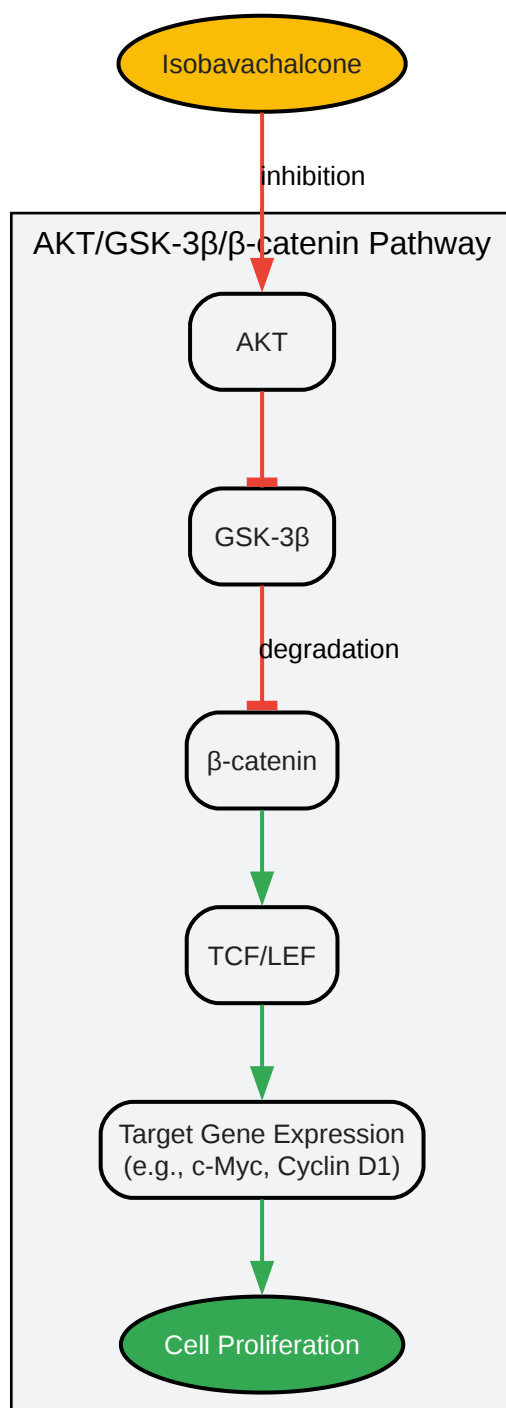 Isobavachalcone
inhibition
AKT/GSK-3β/β-catenin Pathway
AKT
GSK-3β
degradation
β-catenin
TCF/LEF
Target Gene Expression
(e.g., c-Myc, Cyclin D1)
Cell Proliferation